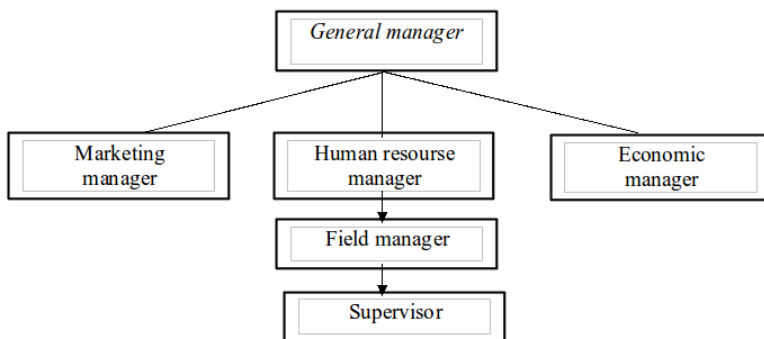 General manager
Marketing
manager
Human resourse
manager
Economic
manager
Field manager
Supervisor